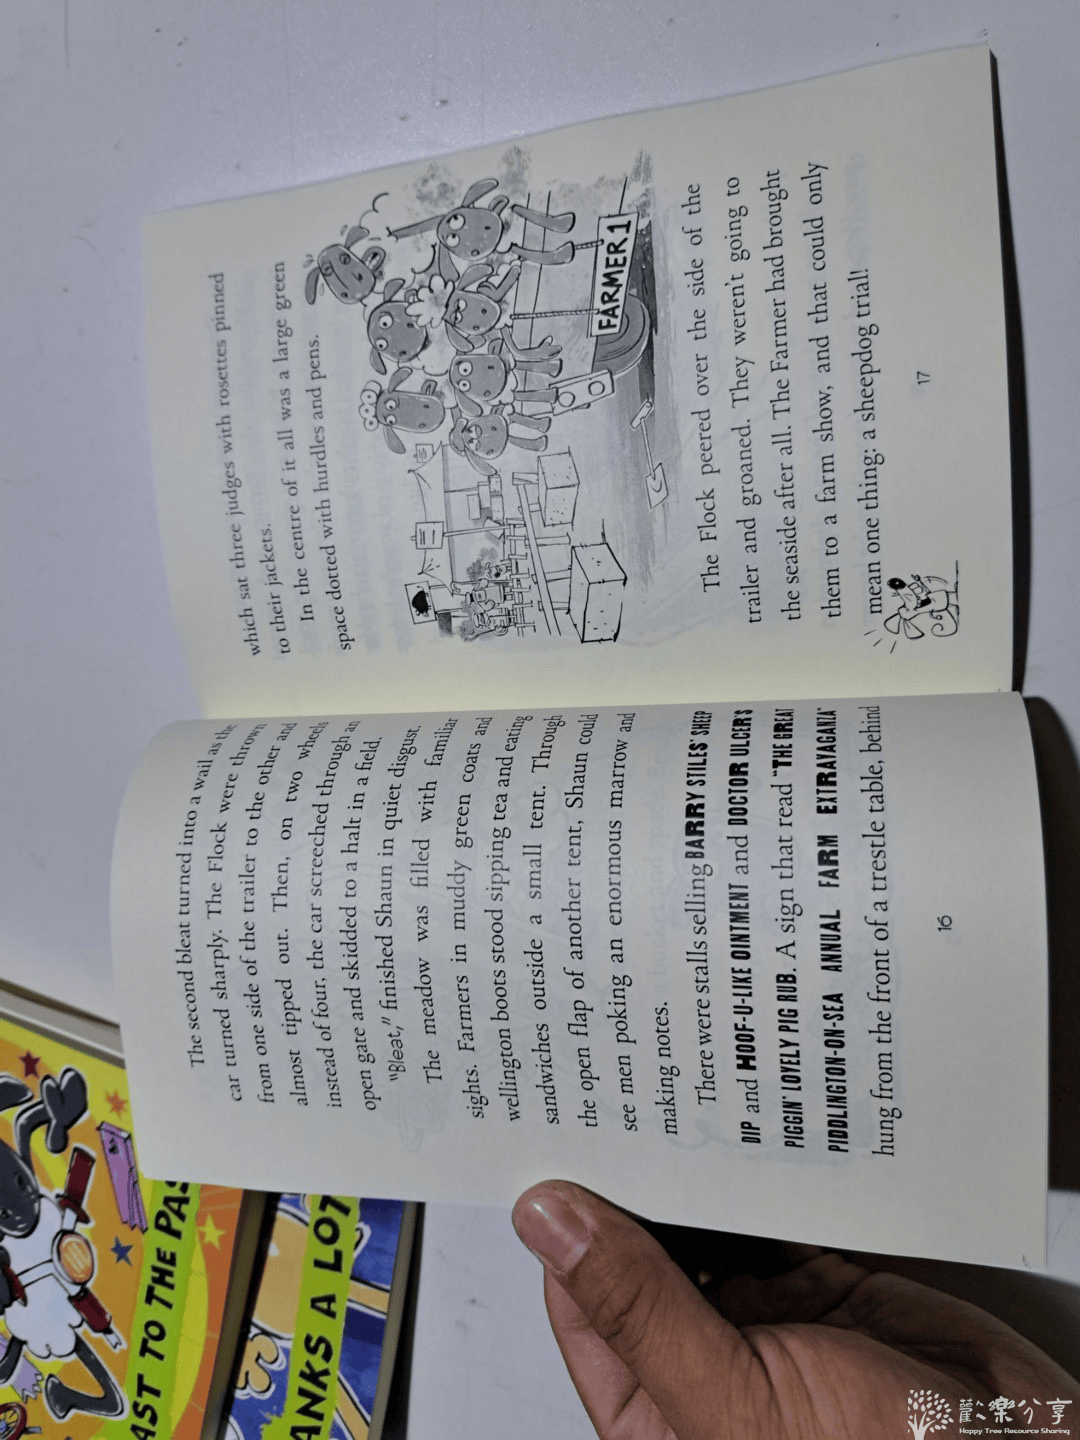 The second bleat turned into a wail as the
car turned sharply. The Flock were thrown
from one side of the trailer to the other and
almost tipped out. Then, on two wheels
instead of four, the car screeched through an
open gate and skidded to a halt in a field.
"Bleat," finished Shaun in quiet disgust.
The meadow was filled with familiar
sights. Farmers in muddy green coats and
wellington boots stood sipping tea and eating
sandwiches outside a small tent. Through
the open flap of another tent, Shaun could
see men poking an enormous marrow and
making notes.
There were stalls selling BARRY STILES' SHEEP
DIP and HOOF-U-LIKE OINTMENT and DOCTOR ULCER'S
PIGGIN' LOVELY PIG RUB. A sign that read "THE GREAT
PIDDLINGTON-ON-SEA ANNUAL FARM EXTRAVAGANZA"
hung from the front of a trestle table, behind
16
which sat three judges with rosettes pinned
to their jackets.
In the centre of it all was a large green
space dotted with hurdles and pens.
FARMER 1
The Flock peered over the side of the
trailer and groaned. They weren't going to
the seaside after all. The Farmer had brought
them to a farm show, and that could only
mean one thing: a sheepdog trial!
17
AST TO THE PAS
ANKS A LOT
歡樂分享
Happy Tree Resource Sharing